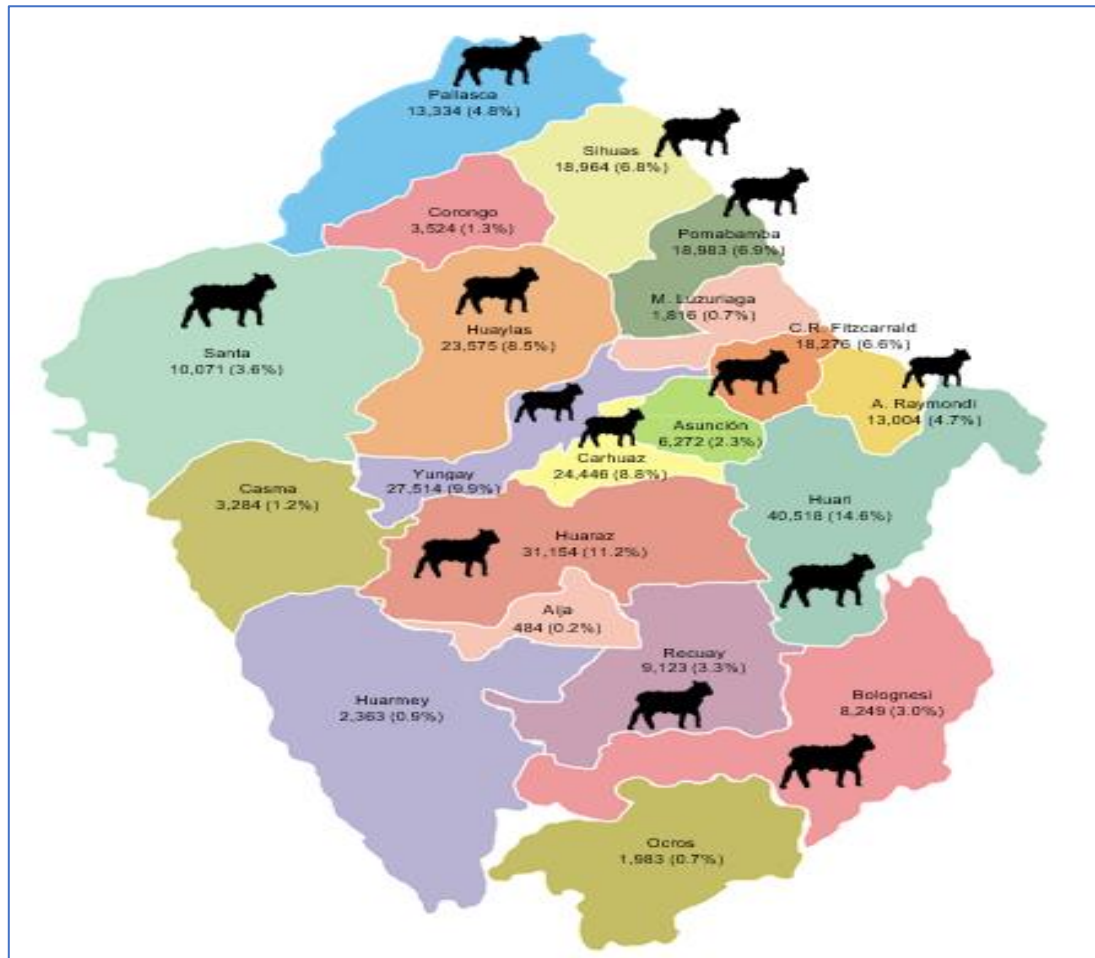 Pallasca
13,334 (4.8%)
Sihuas
18,964 (6.8%)
Corongo
3,524 (1.3%)
Pomabamba
18,983 (6.9%)
M. Luzuriaga
1,816 (0.7%)
Huaylas
23,575 (8.5%)
C.R. Fitzcarrald
18,276 (6.6%)
Santa
10,071 (3.6%)
A. Raymondi
13,004 (4.7%)
Asunción
6,272 (2.3%)
Carhuaz
24,446 (8.8%)
Yungay
27,514 (9.9%)
Casma
3,284 (1.2%)
Huari
40,518 (14.6%)
Huaraz
31,154 (11.2%)
Aija
484 (0.2%)
Recuay
9,123 (3.3%)
Huarmey
2,363 (0.9%)
Bolognesi
8,249 (3.0%)
Ocros
1,983 (0.7%)